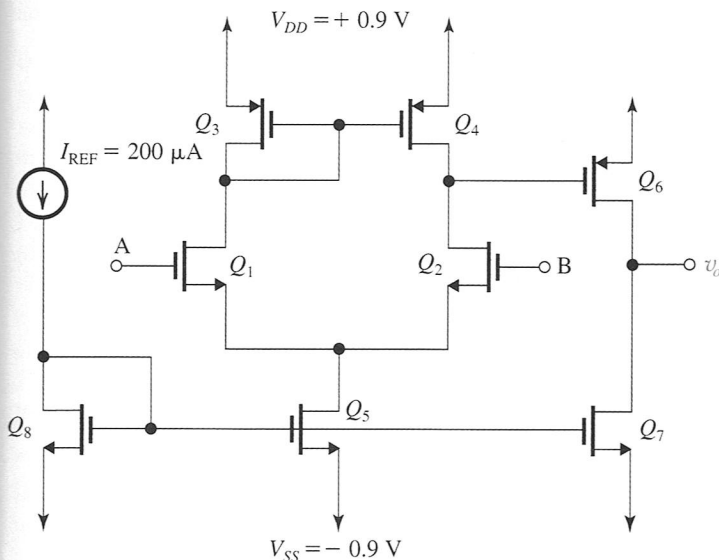 V_DD = + 0.9 V
Q_3
Q_4
I_REF = 200 μA
Q_6
A
Q_1
Q_2
B
v_o
Q_8
Q_5
Q_7
V_SS = − 0.9 V